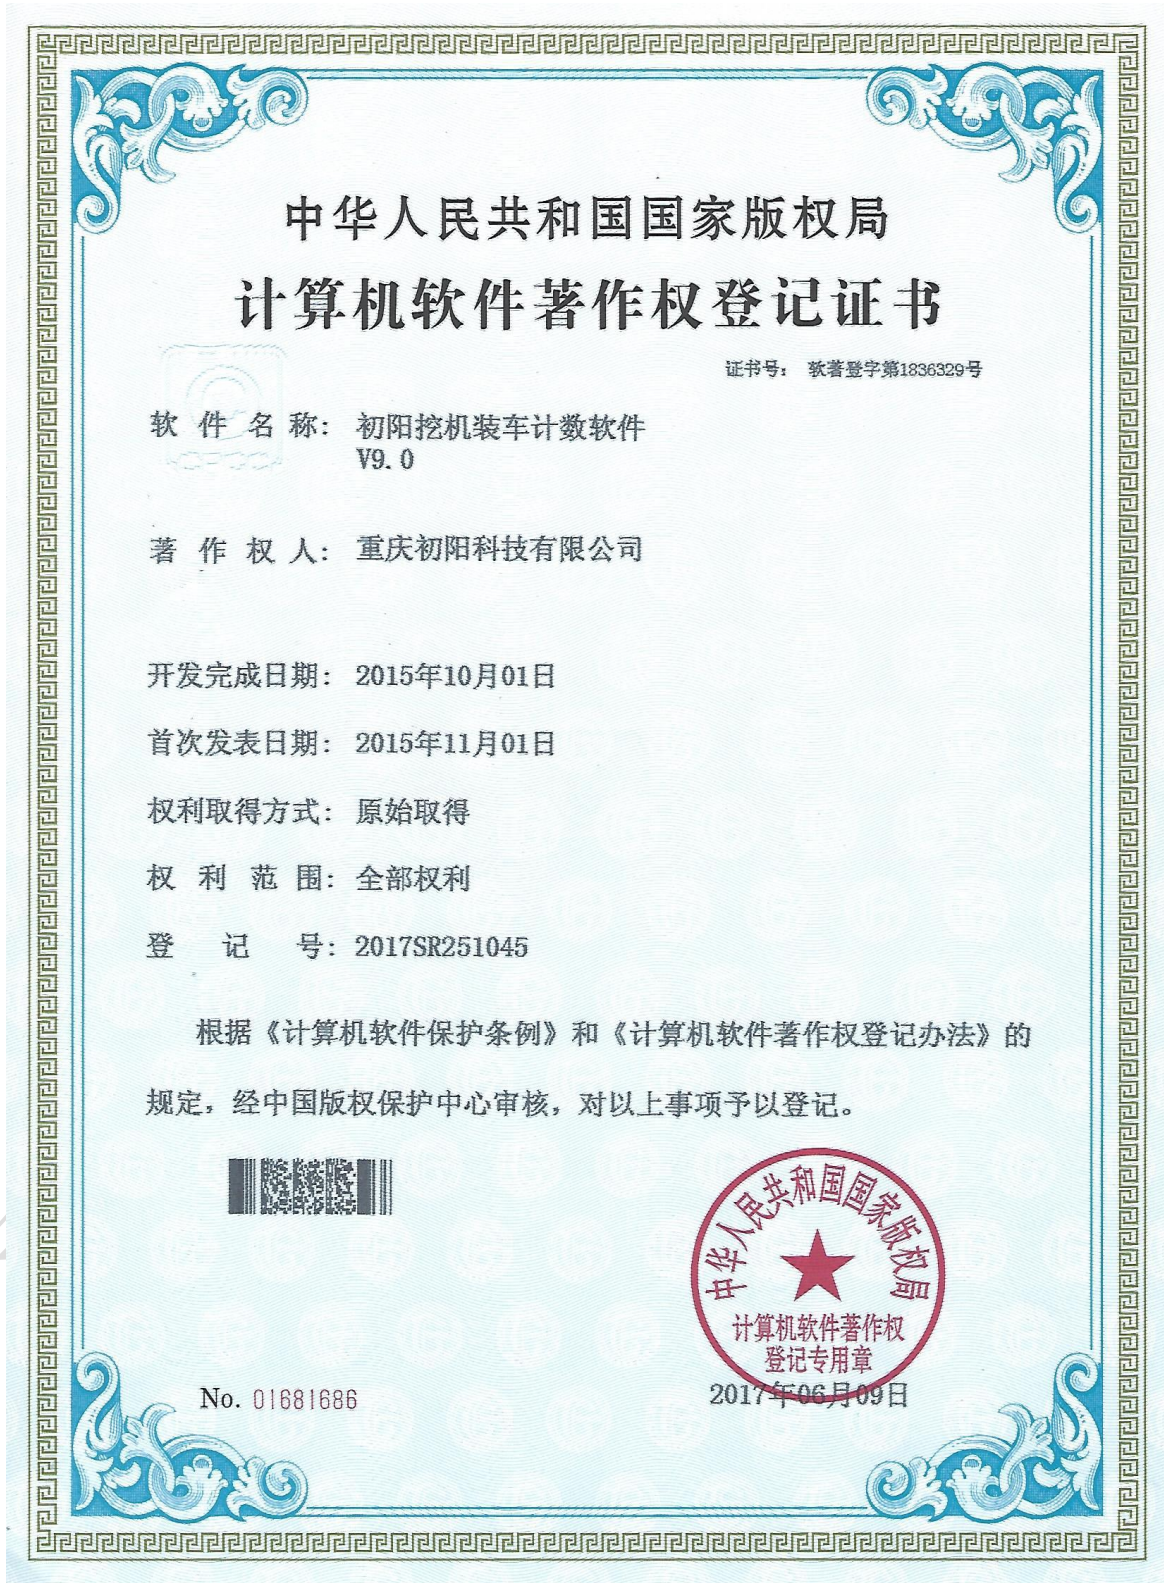 中华人民共和国国家版权局
计算机软件著作权登记证书
证书号： 软著登字第1836329号
软件名称： 初阳挖机装车计数软件
V9.0
著作权人： 重庆初阳科技有限公司
开发完成日期： 2015年10月01日
首次发表日期： 2015年11月01日
权利取得方式： 原始取得
权利范围： 全部权利
登记号： 2017SR251045
根据《计算机软件保护条例》和《计算机软件著作权登记办法》的
规定，经中国版权保护中心审核，对以上事项予以登记。
中华人民共和国国家版权局
计算机软件著作权
登记专用章
No. 01681686
2017年06月09日